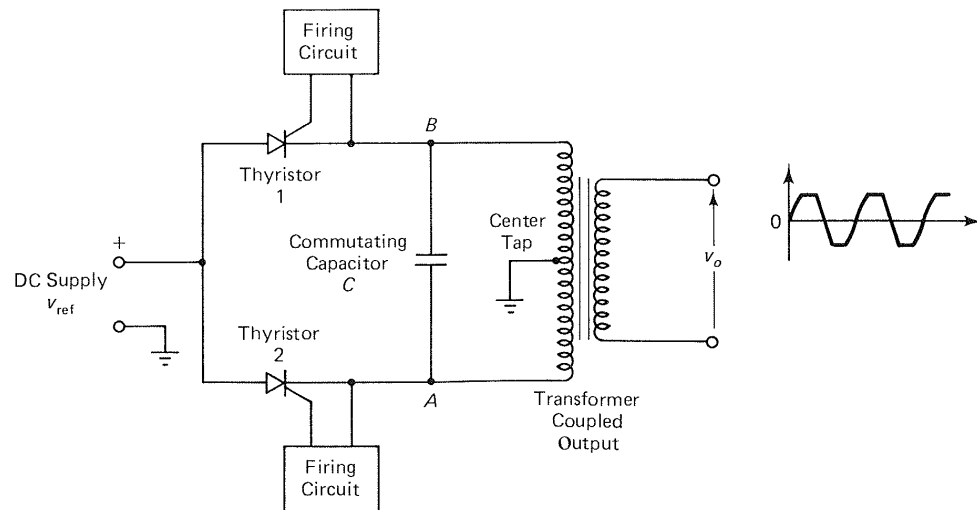 Firing
Circuit
B
Thyristor
1
Center
Tap
0
+
DC Supply
v_ref
Commutating
Capacitor
C
v_o
Thyristor
2
A
Transformer
Coupled
Output
Firing
Circuit